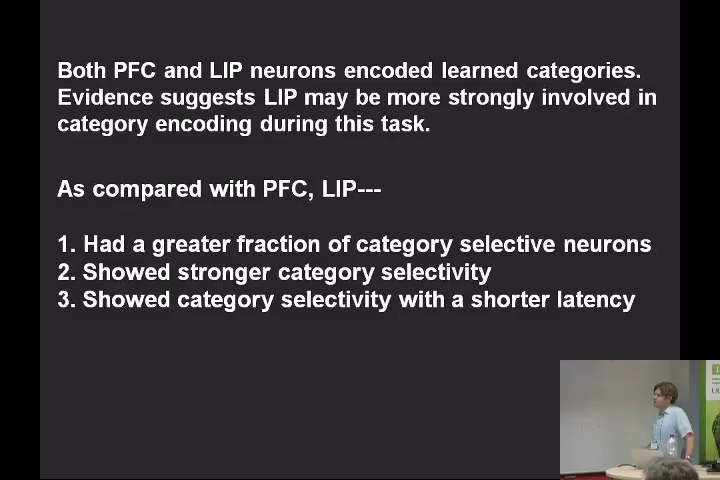 Both PFC and LIP neurons encoded learned categories.
Evidence suggests LIP may be more strongly involved in
category encoding during this task.
As compared with PFC, LIP---
1. Had a greater fraction of category selective neurons
2. Showed stronger category selectivity
3. Showed category selectivity with a shorter latency